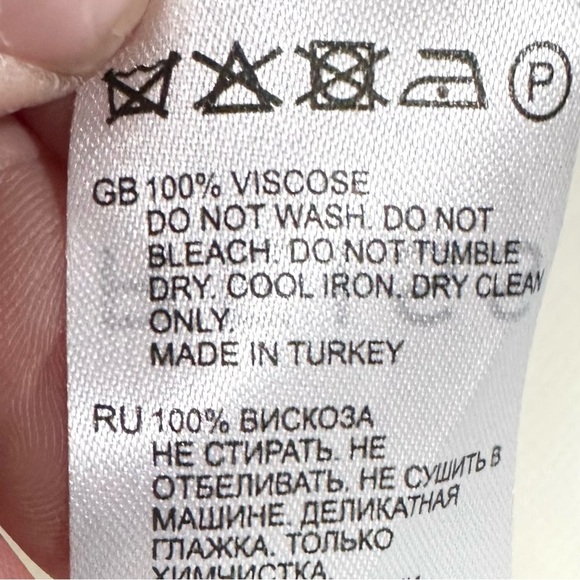 P
GB 100% VISCOSE
DO NOT WASH. DO NOT
BLEACH. DO NOT TUMBLE
DRY. COOL IRON. DRY CLEAN
ONLY.
MADE IN TURKEY
RU 100% ВИСКОЗА
НЕ СТИРАТЬ. НЕ
ОТБЕЛИВАТЬ. НЕ СУШИТЬ В
МАШИНЕ. ДЕЛИКАТНАЯ
ГЛАЖКА. ТОЛЬКО
ХИМЧИСТКА.